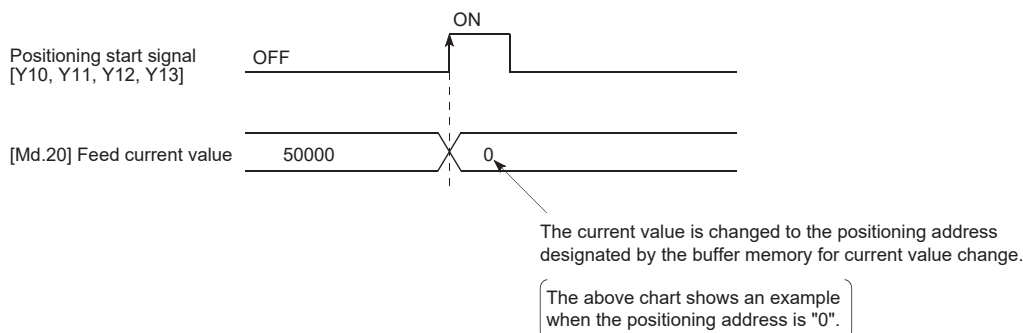 ON
Positioning start signal
OFF
[Y10, Y11, Y12, Y13]
[Md.20] Feed current value
50000
0
The current value is changed to the positioning address
designated by the buffer memory for current value change.
The above chart shows an example
when the positioning address is "0".